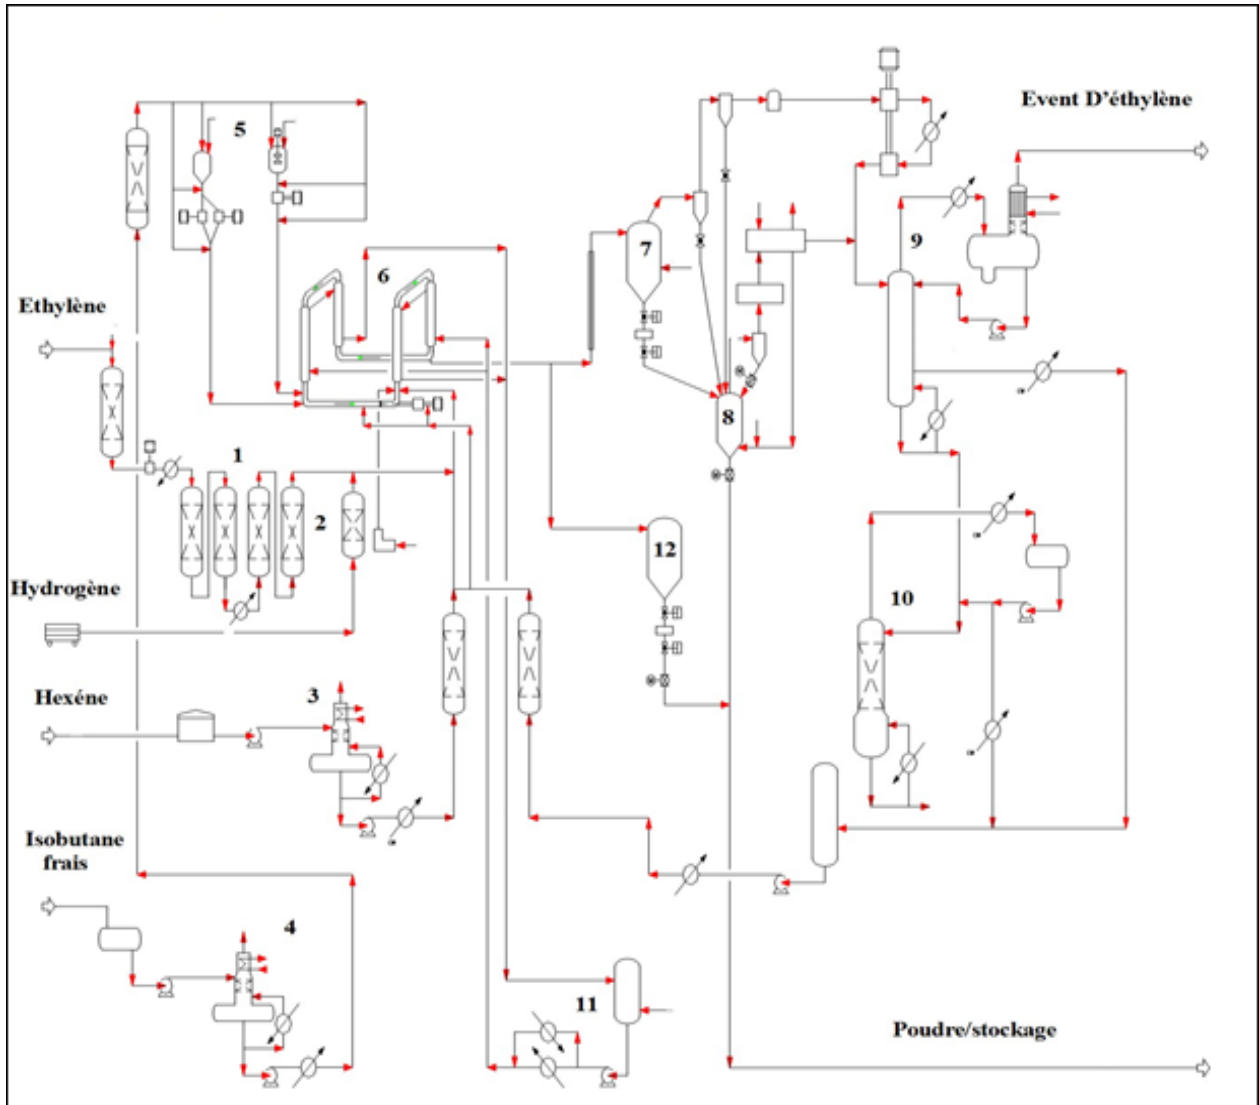 Event D'éthylène
5
7
9
6
Ethylène
8
1
2
12
Hydrogène
10
3
Hexéne
Isobutane
frais
4
11
Poudre/stockage